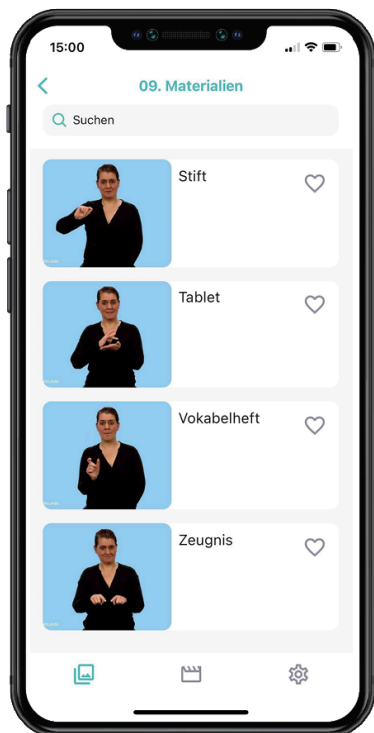 15:00
09. Materialien
Suchen
Stift
Tablet
Vokabelheft
Zeugnis